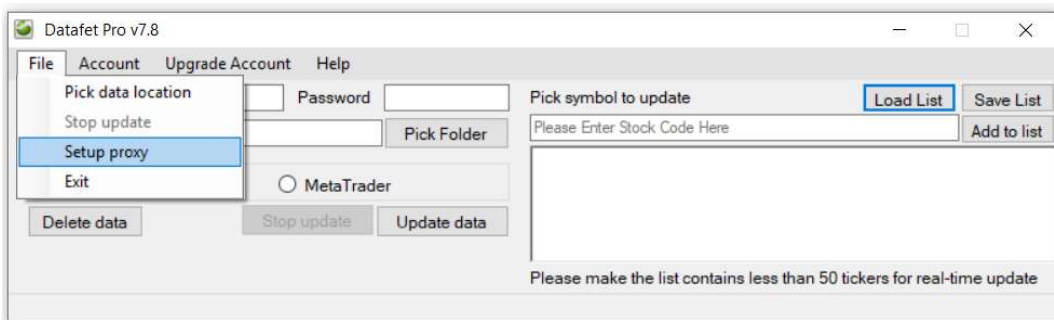 Datafet Pro v7.8
File Account Upgrade Account Help
Pick data location
Stop update
Setup proxy
Exit
Password
Pick Folder
MetaTrader
Delete data
Stop update
Update data
Pick symbol to update
Load List
Save List
Please Enter Stock Code Here
Add to list
Please make the list contains less than 50 tickers for real-time update